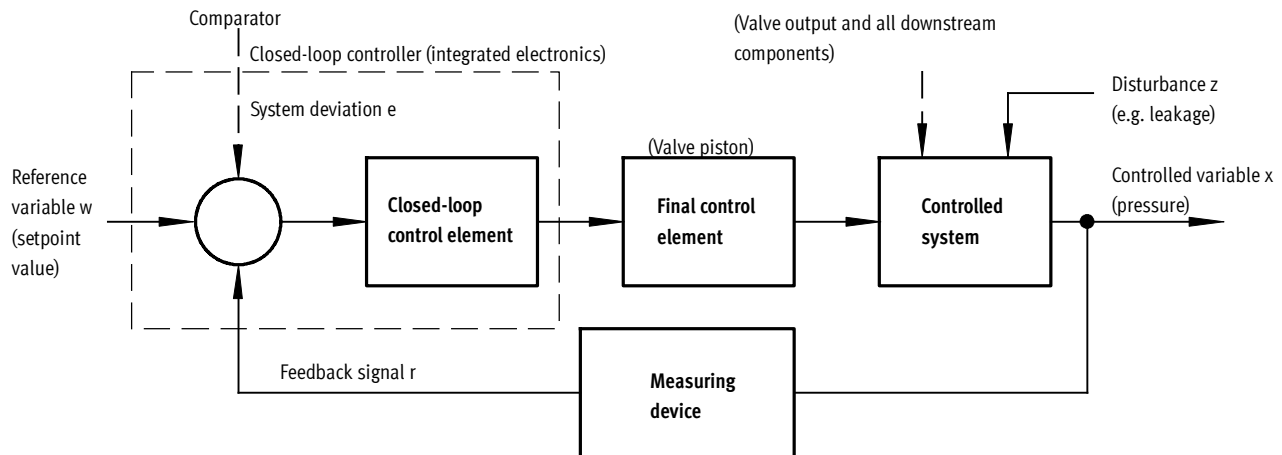 Comparator
Closed-loop controller (integrated electronics)
System deviation e
(Valve output and all downstream
components)
Disturbance z
(e.g. leakage)
Reference
variable w
(setpoint
value)
Closed-loop
control element
(Valve piston)
Final control
element
Controlled
system
Controlled variable x
(pressure)
Feedback signal r
Measuring
device